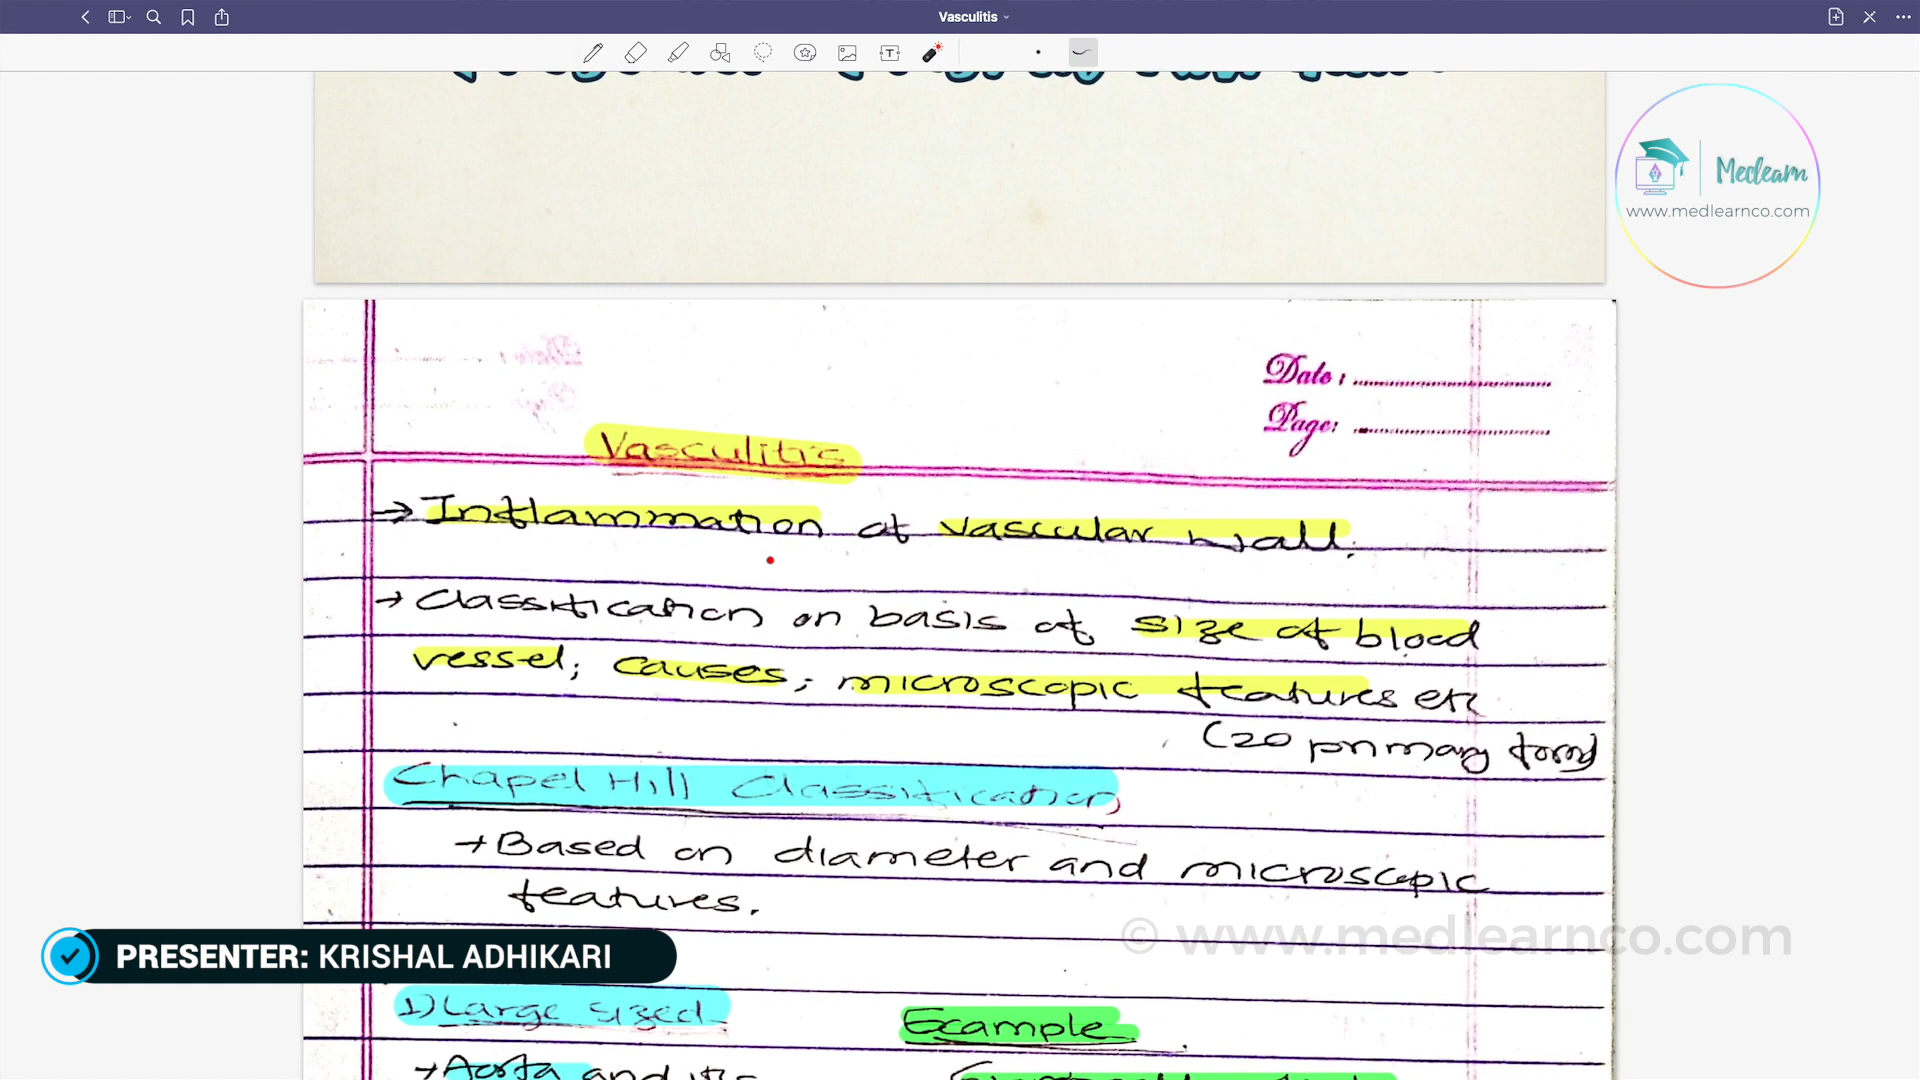 Vasculitis
Medlearn
www.medlearnco.com
Date :
Page:
Vasculitis
→ Inflammation of vascular wall.
→ Classification on basis of size of blood
vessel; causes; microscopic features etc
(20 primary forms)
Chapel Hill Classification
→ Based on diameter and microscopic
features.
© www.medlearnco.com
PRESENTER: KRISHAL ADHIKARI
1) Large sized
Example
→ Aorta and its